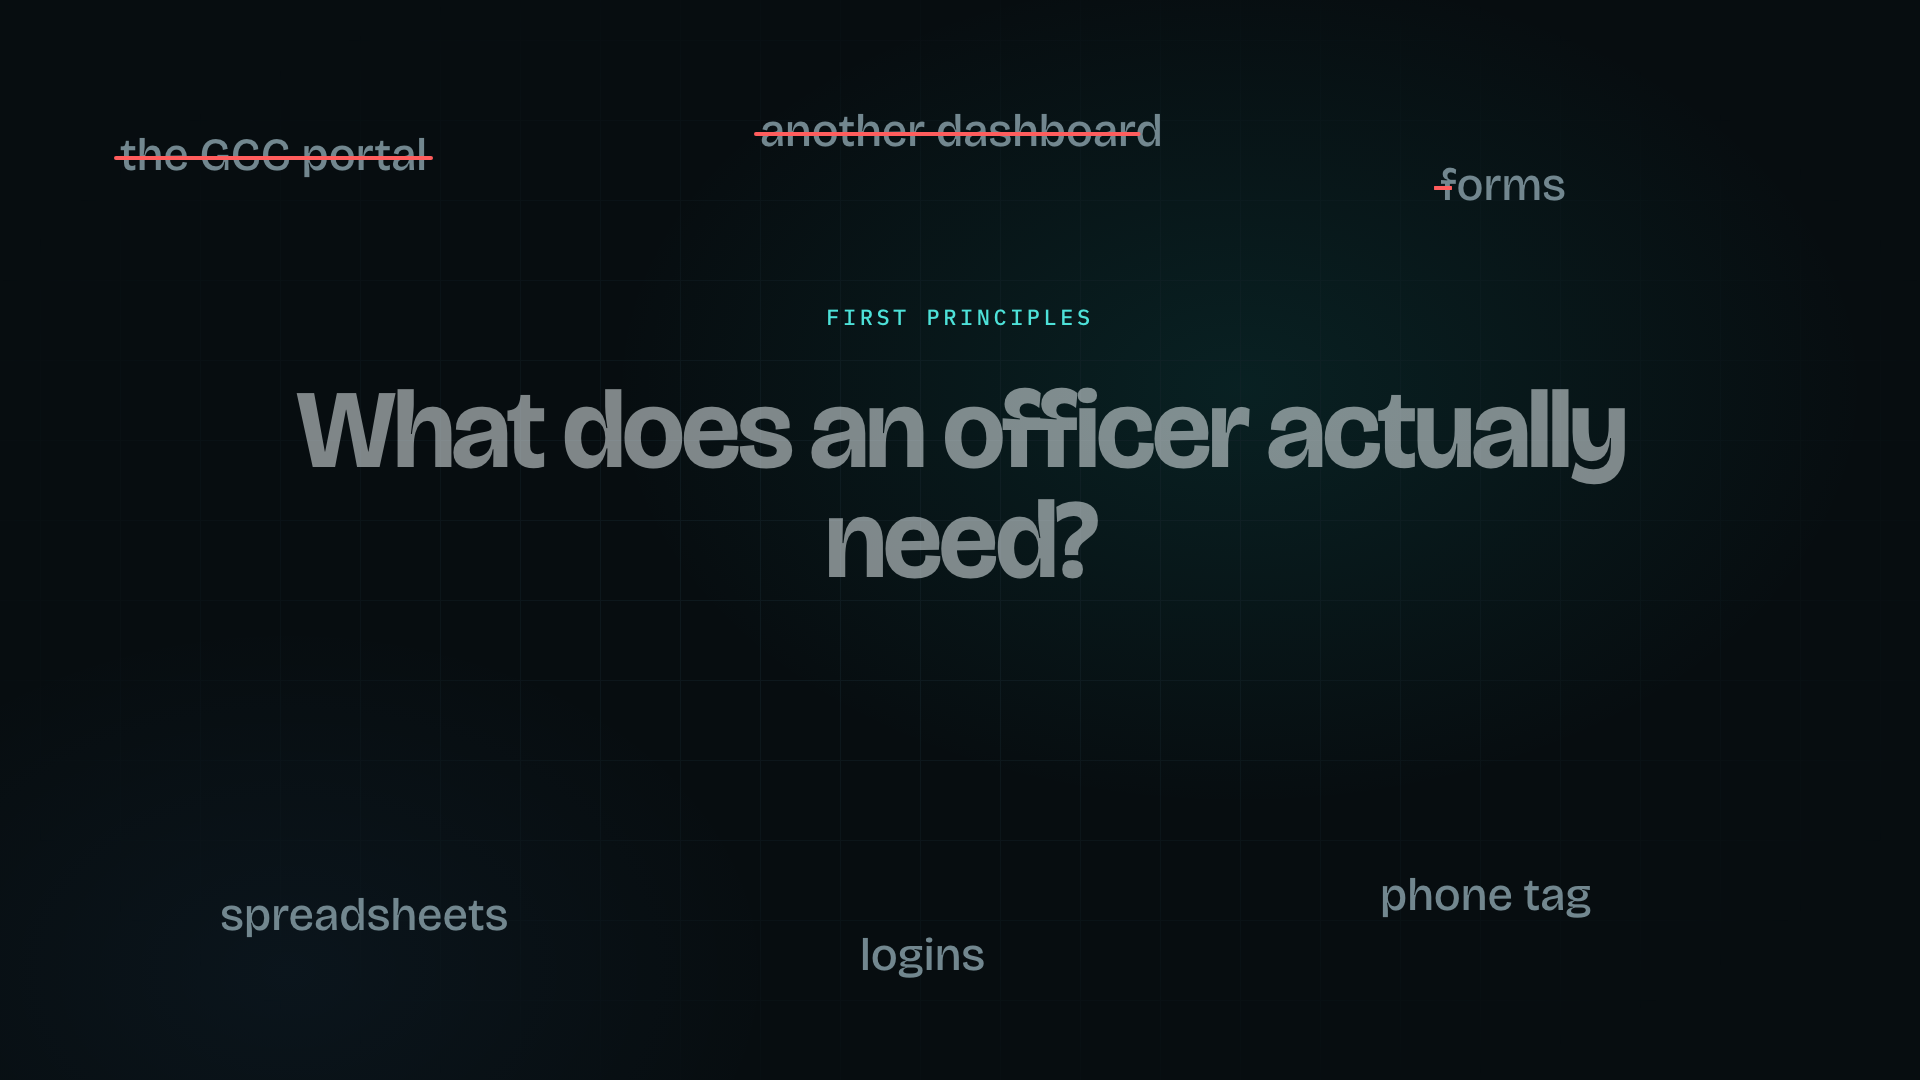 the GCC portal
another dashboard
forms
FIRST PRINCIPLES
What does an officer actually
need?
spreadsheets
logins
phone tag